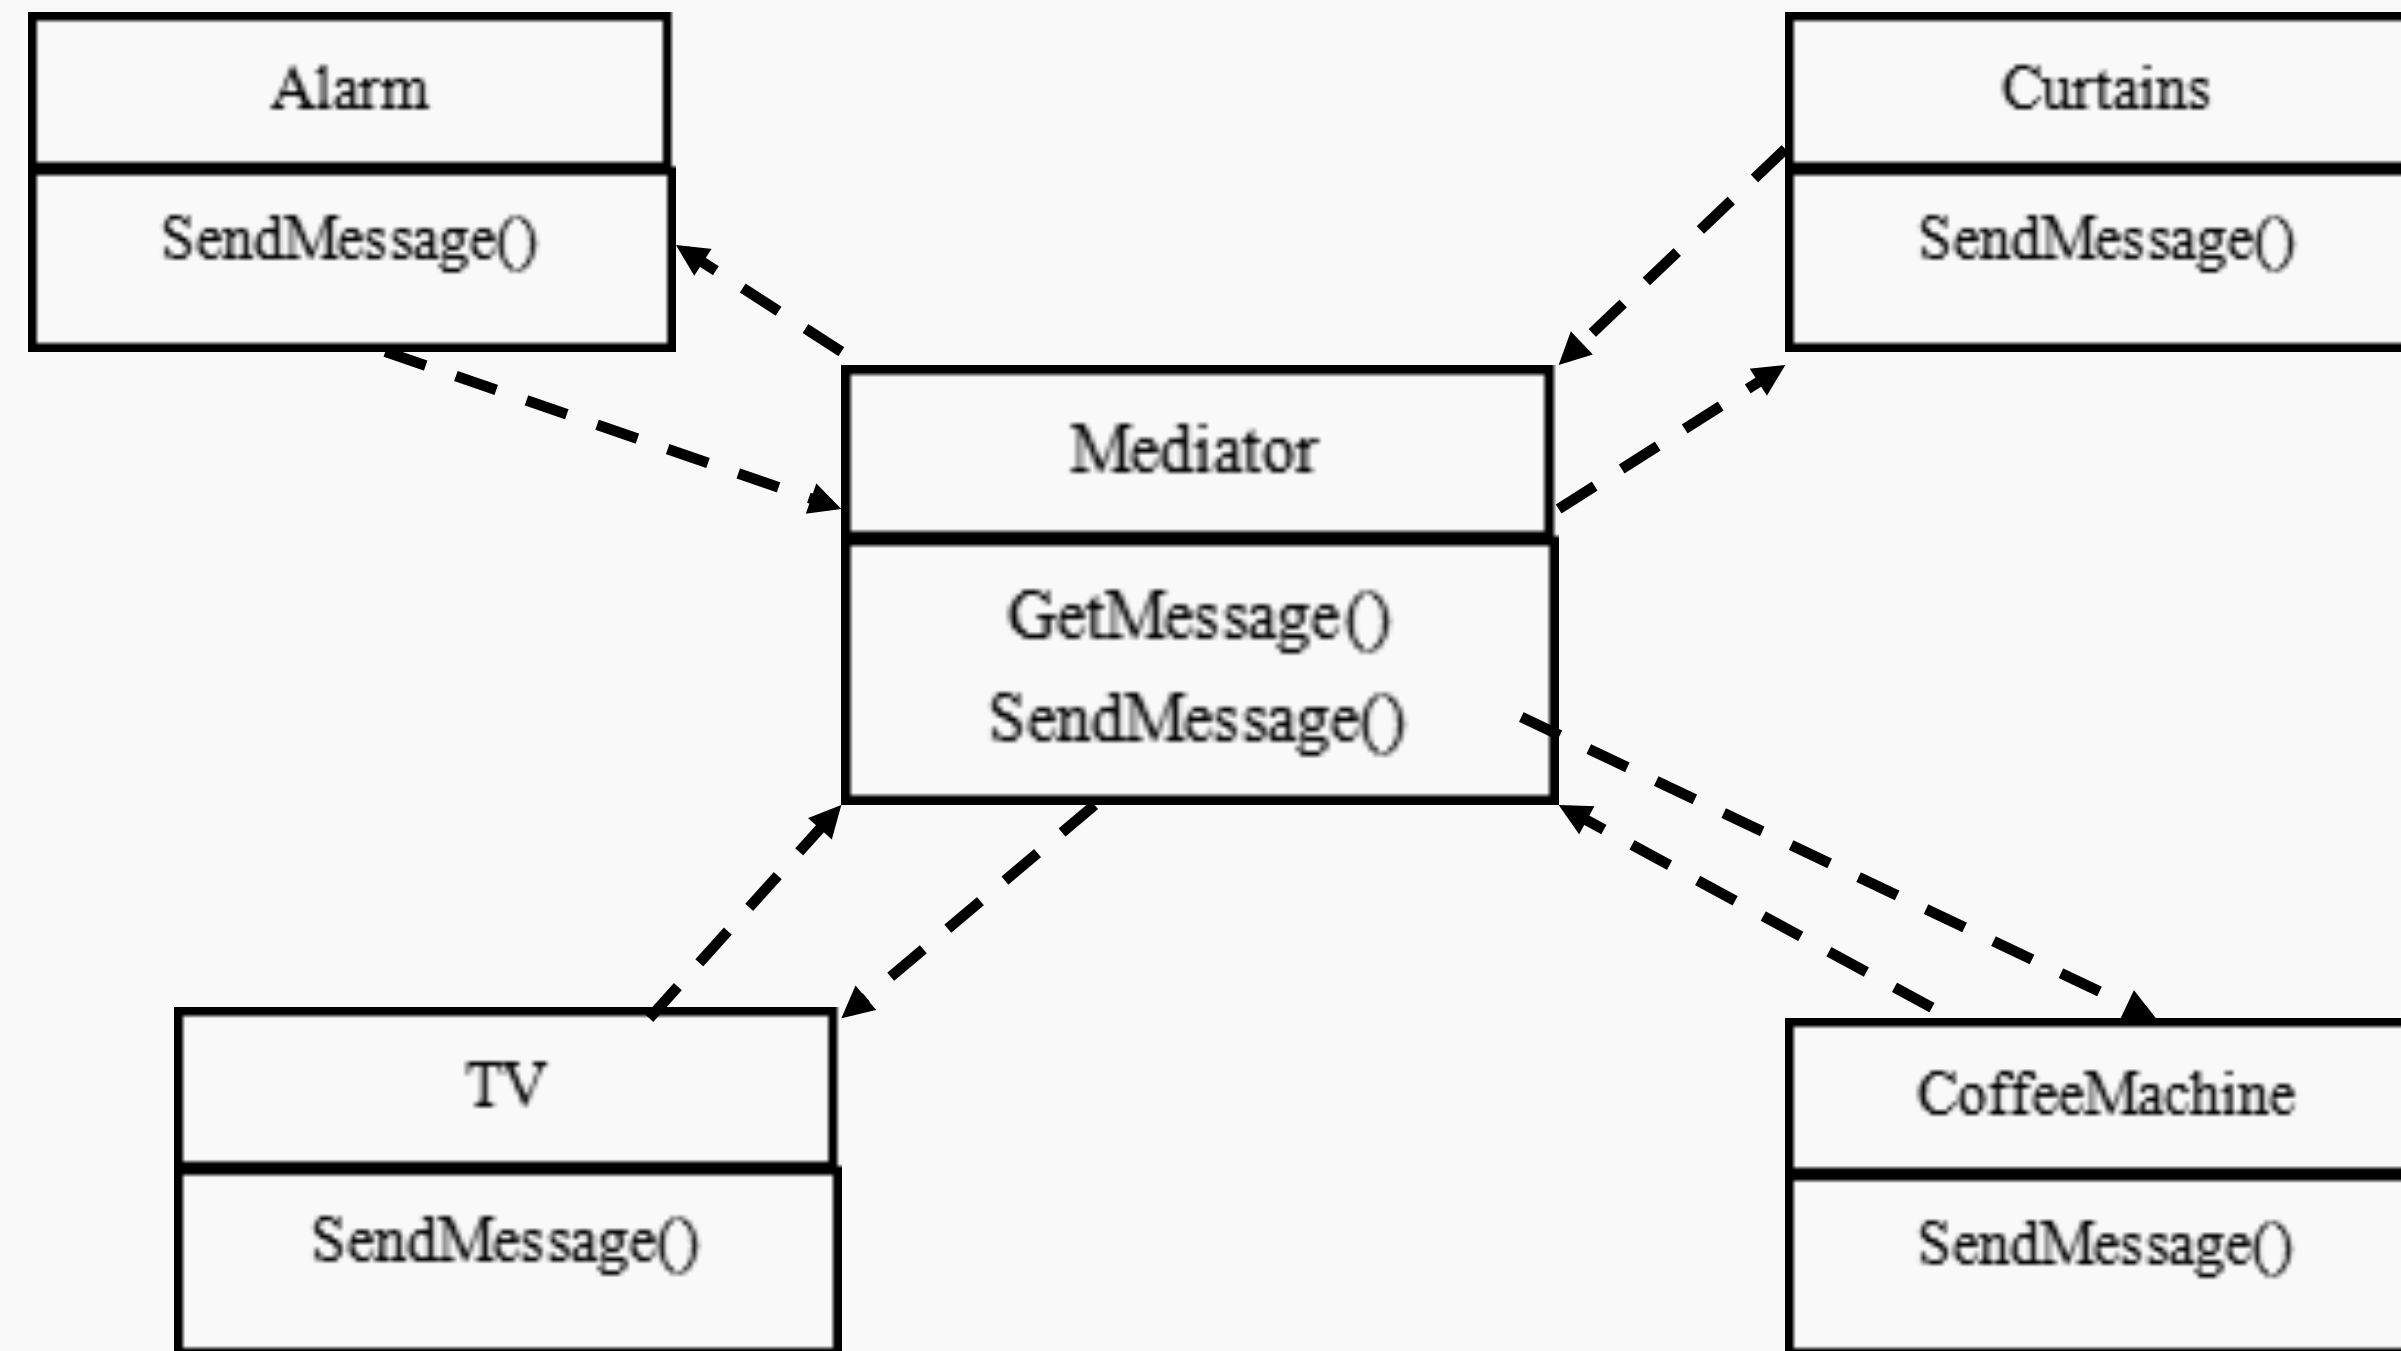 Alarm
SendMessage()
Curtains
SendMessage()
Mediator
GetMessage()
SendMessage()
TV
SendMessage()
CoffeeMachine
SendMessage()